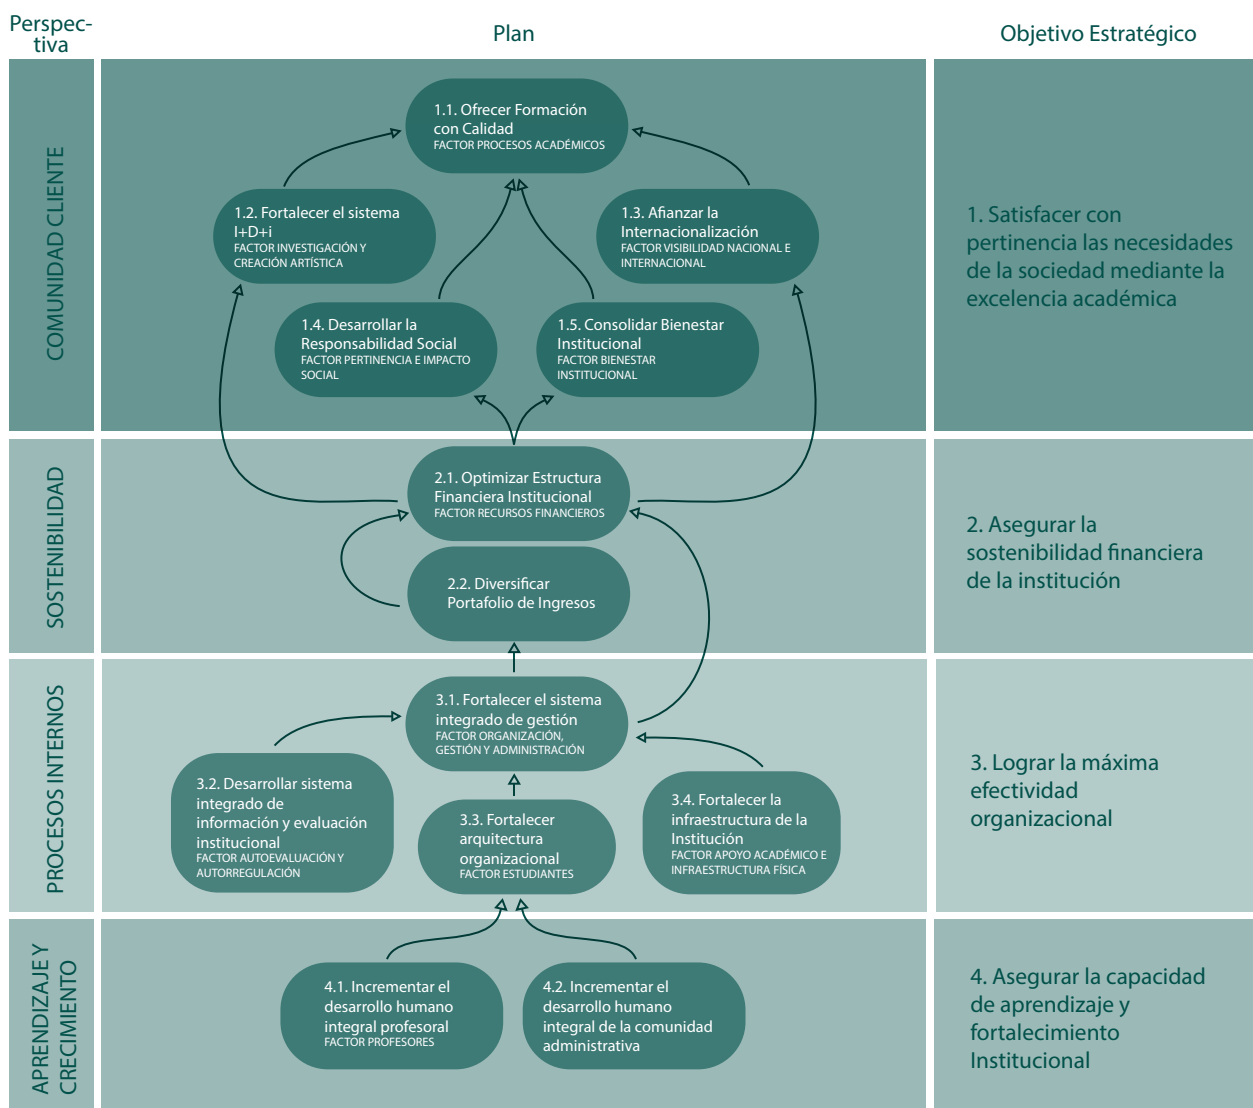 Perspec-
tiva
Plan
Objetivo Estratégico
COMUNIDAD CLIENTE
1.1. Ofrecer Formación
con Calidad
FACTOR PROCESOS ACADÉMICOS
1.2. Fortalecer el sistema
I+D+i
FACTOR INVESTIGACIÓN Y
CREACIÓN ARTÍSTICA
1.3. Afianzar la
Internacionalización
FACTOR VISIBILIDAD NACIONAL E
INTERNACIONAL
1.4. Desarrollar la
Responsabilidad Social
FACTOR PERTINENCIA E IMPACTO
SOCIAL
1.5. Consolidar Bienestar
Institucional
FACTOR BIENESTAR
INSTITUCIONAL
1. Satisfacer con
pertinencia las necesidades
de la sociedad mediante la
excelencia académica
SOSTENIBILIDAD
2.1. Optimizar Estructura
Financiera Institucional
FACTOR RECURSOS FINANCIEROS
2.2. Diversificar
Portafolio de Ingresos
2. Asegurar la
sostenibilidad financiera
de la institución
PROCESOS INTERNOS
3.1. Fortalecer el sistema
integrado de gestión
FACTOR ORGANIZACIÓN,
GESTIÓN Y ADMINISTRACIÓN
3.2. Desarrollar sistema
integrado de
información y evaluación
institucional
FACTOR AUTOEVALUACIÓN Y
AUTORREGULACIÓN
3.3. Fortalecer
arquitectura
organizacional
FACTOR ESTUDIANTES
3.4. Fortalecer la
infraestructura de la
Institución
FACTOR APOYO ACADÉMICO E
INFRAESTRUCTURA FÍSICA
3. Lograr la máxima
efectividad
organizacional
APRENDIZAJE Y
CRECIMIENTO
4.1. Incrementar el
desarrollo humano
integral profesoral
FACTOR PROFESORES
4.2. Incrementar el
desarrollo humano
integral de la comunidad
administrativa
4. Asegurar la capacidad
de aprendizaje y
fortalecimiento
Institucional